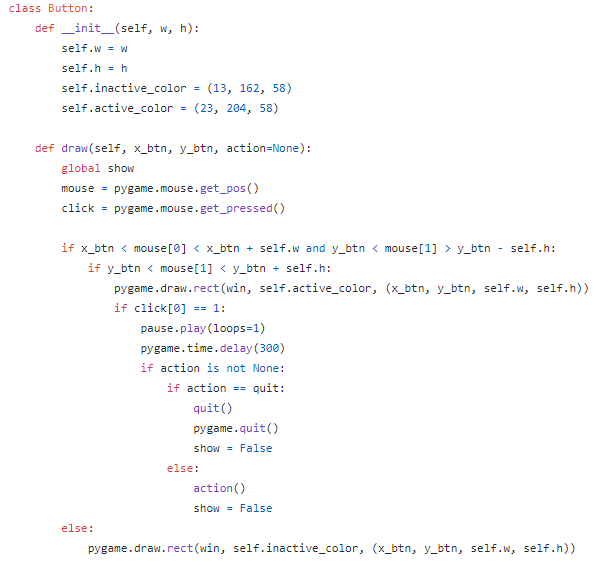 class Button:
    def __init__(self, w, h):
        self.w = w
        self.h = h
        self.inactive_color = (13, 162, 58)
        self.active_color = (23, 204, 58)

    def draw(self, x_btn, y_btn, action=None):
        global show
        mouse = pygame.mouse.get_pos()
        click = pygame.mouse.get_pressed()

        if x_btn < mouse[0] < x_btn + self.w and y_btn < mouse[1] > y_btn - self.h:
            if y_btn < mouse[1] < y_btn + self.h:
                pygame.draw.rect(win, self.active_color, (x_btn, y_btn, self.w, self.h))
                if click[0] == 1:
                    pause.play(loops=1)
                    pygame.time.delay(300)
                    if action is not None:
                        if action == quit:
                            quit()
                            pygame.quit()
                            show = False
                        else:
                            action()
                            show = False
        else:
            pygame.draw.rect(win, self.inactive_color, (x_btn, y_btn, self.w, self.h))